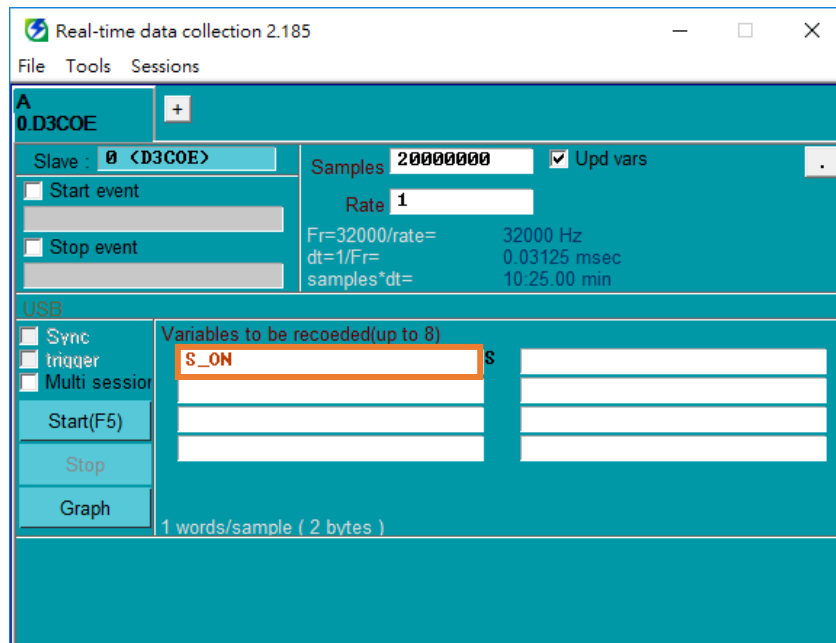 Real-time data collection 2.185
File Tools Sessions
A
0.D3COE
+
Slave : 0 (D3COE)
Samples 20000000
Upd vars
.
Start event
Rate 1
Stop event
Fr=32000/rate= 32000 Hz
dt=1/Fr= 0.03125 msec
samples*dt= 10:25.00 min
USB
Sync
trigger
Multi session
Variables to be recoeded(up to 8)
S_ON
S
Start(F5)
Stop
Graph
1 words/sample ( 2 bytes )